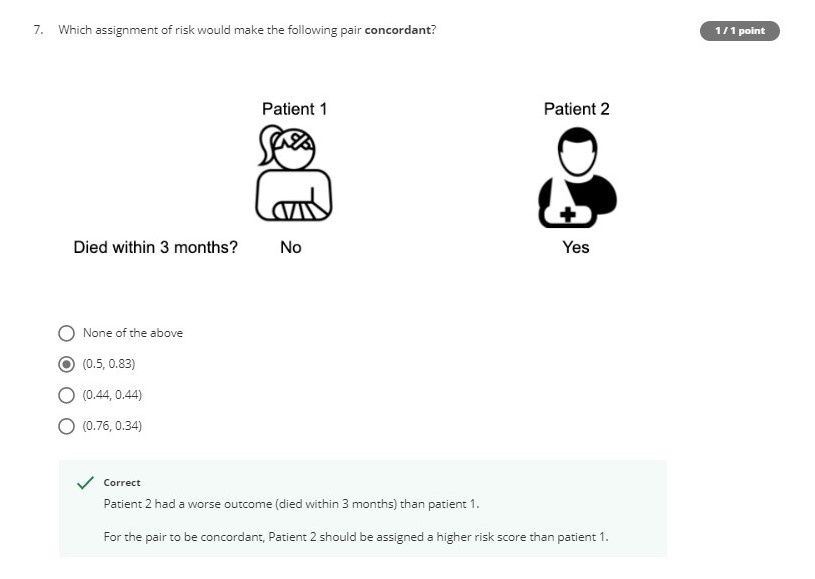 7. Which assignment of risk would make the following pair concordant?
1 / 1 point
Patient 1
Patient 2
Died within 3 months? No Yes
None of the above
(0.5, 0.83)
(0.44, 0.44)
(0.76, 0.34)
Correct
Patient 2 had a worse outcome (died within 3 months) than patient 1.
For the pair to be concordant, Patient 2 should be assigned a higher risk score than patient 1.